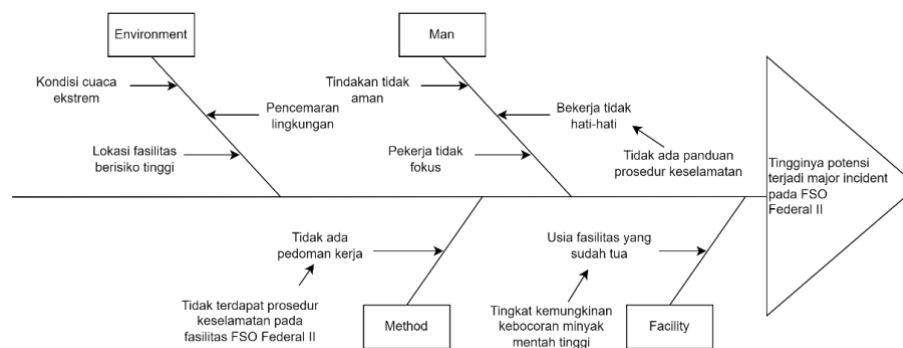 Environment
Man
Kondisi cuaca
ekstrem
Pencemaran
lingkungan
Lokasi fasilitas
berisiko tinggi
Tindakan tidak
aman
Bekerja tidak
hati-hati
Pekerja tidak
fokus
Tidak ada panduan
prosedur keselamatan
Tingginya potensi
terjadi major incident
pada FSO
Federal II
Tidak ada
pedoman kerja
Tidak terdapat prosedur
keselamatan pada
fasilitas FSO Federal II
Method
Usia fasilitas yang
sudah tua
Tingkat kemungkinan
kebocoran minyak
mentah tinggi
Facility